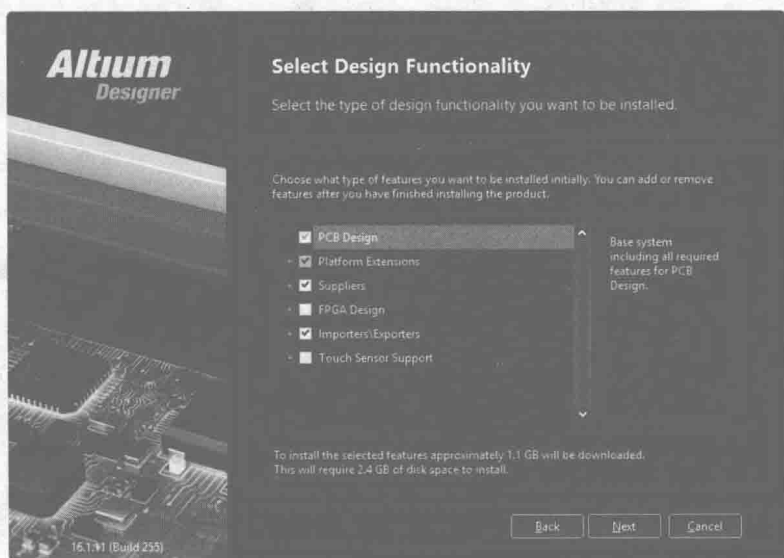 Altium
Designer
Select Design Functionality
Select the type of design functionality you want to be installed.
Choose what type of features you want to be installed initially. You can add or remove
features after you have finished installing the product.
PCB Design
Platform Extensions
Suppliers
FPGA Design
Importers\Exporters
Touch Sensor Support
Base system
including all required
features for PCB
Design.
To install the selected features approximately 1.1 GB will be downloaded.
This will require 2.4 GB of disk space to install.
Back
Next
Cancel
16.1.11 (Build 255)